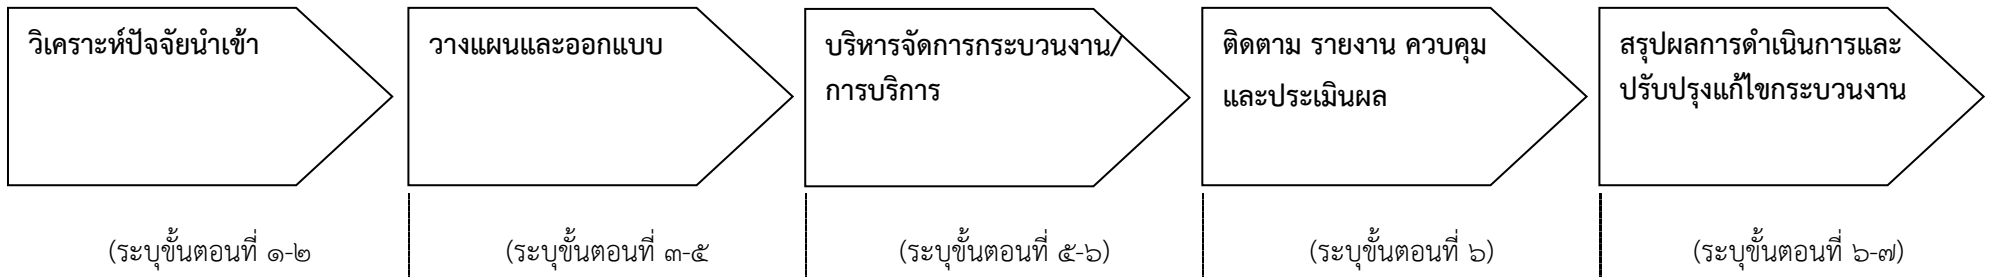 วิเคราะห์ปัจจัยนำเข้า
วางแผนและออกแบบ
บริหารจัดการกระบวนงาน/
การบริการ
ติดตาม รายงาน ควบคุม
และประเมินผล
สรุปผลการดำเนินการและ
ปรับปรุงแก้ไขกระบวนงาน
(ระบุขั้นตอนที่ ๑-๒
(ระบุขั้นตอนที่ ๓-๕
(ระบุขั้นตอนที่ ๕-๖)
(ระบุขั้นตอนที่ ๖)
(ระบุขั้นตอนที่ ๖-๗)